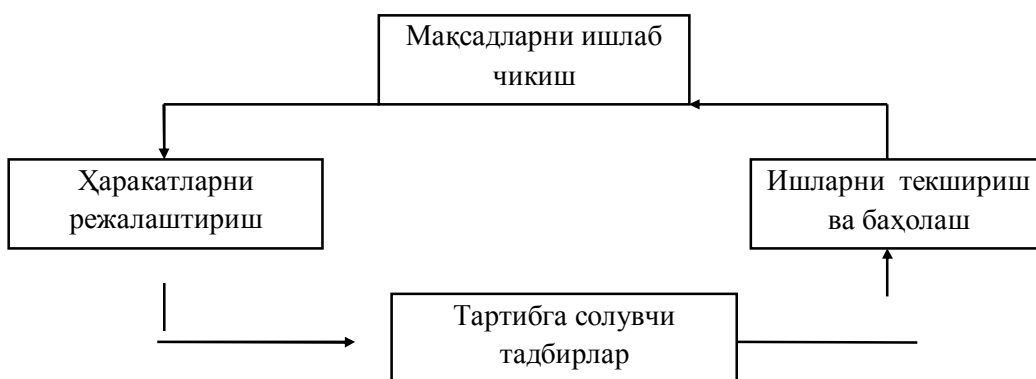 Мақсадларни ишлаб
чикиш
Ҳаракатларни
режалаштириш
Ишларни текшириш
ва баҳолаш
Тартибга солувчи
тадбирлар